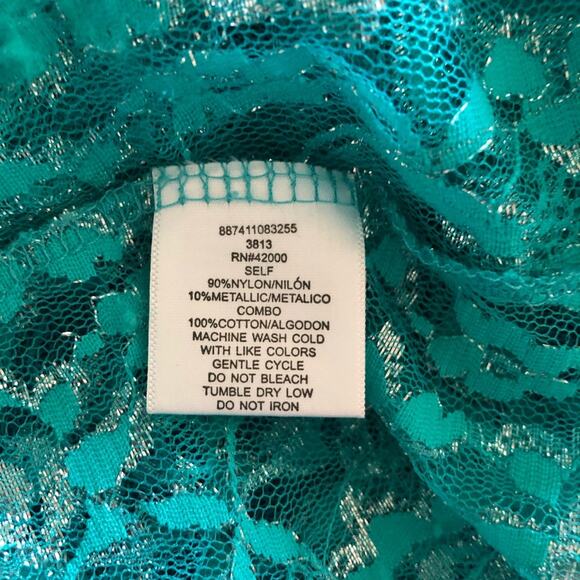 887411083255
3813
RN#42000
SELF
90%NYLON/NILÓN
10%METALLIC/METALICO
COMBO
100%COTTON/ALGODON
MACHINE WASH COLD
WITH LIKE COLORS
GENTLE CYCLE
DO NOT BLEACH
TUMBLE DRY LOW
DO NOT IRON